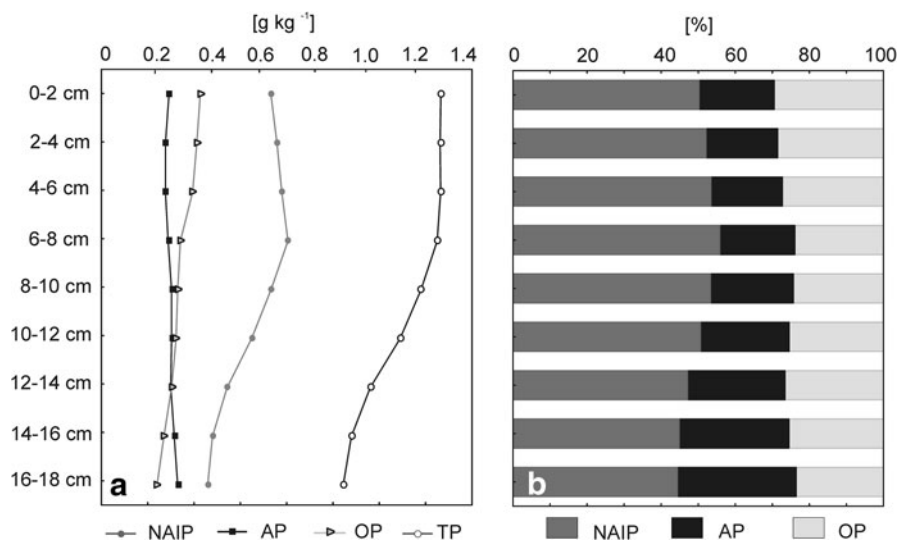 [g kg -1]
0 0.2 0.4 0.6 0.8 1.0 1.2 1.4
0-2 cm
2-4 cm
4-6 cm
6-8 cm
8-10 cm
10-12 cm
12-14 cm
14-16 cm
16-18 cm
a
NAIP AP OP TP
[%]
0 20 40 60 80 100
b
NAIP AP OP